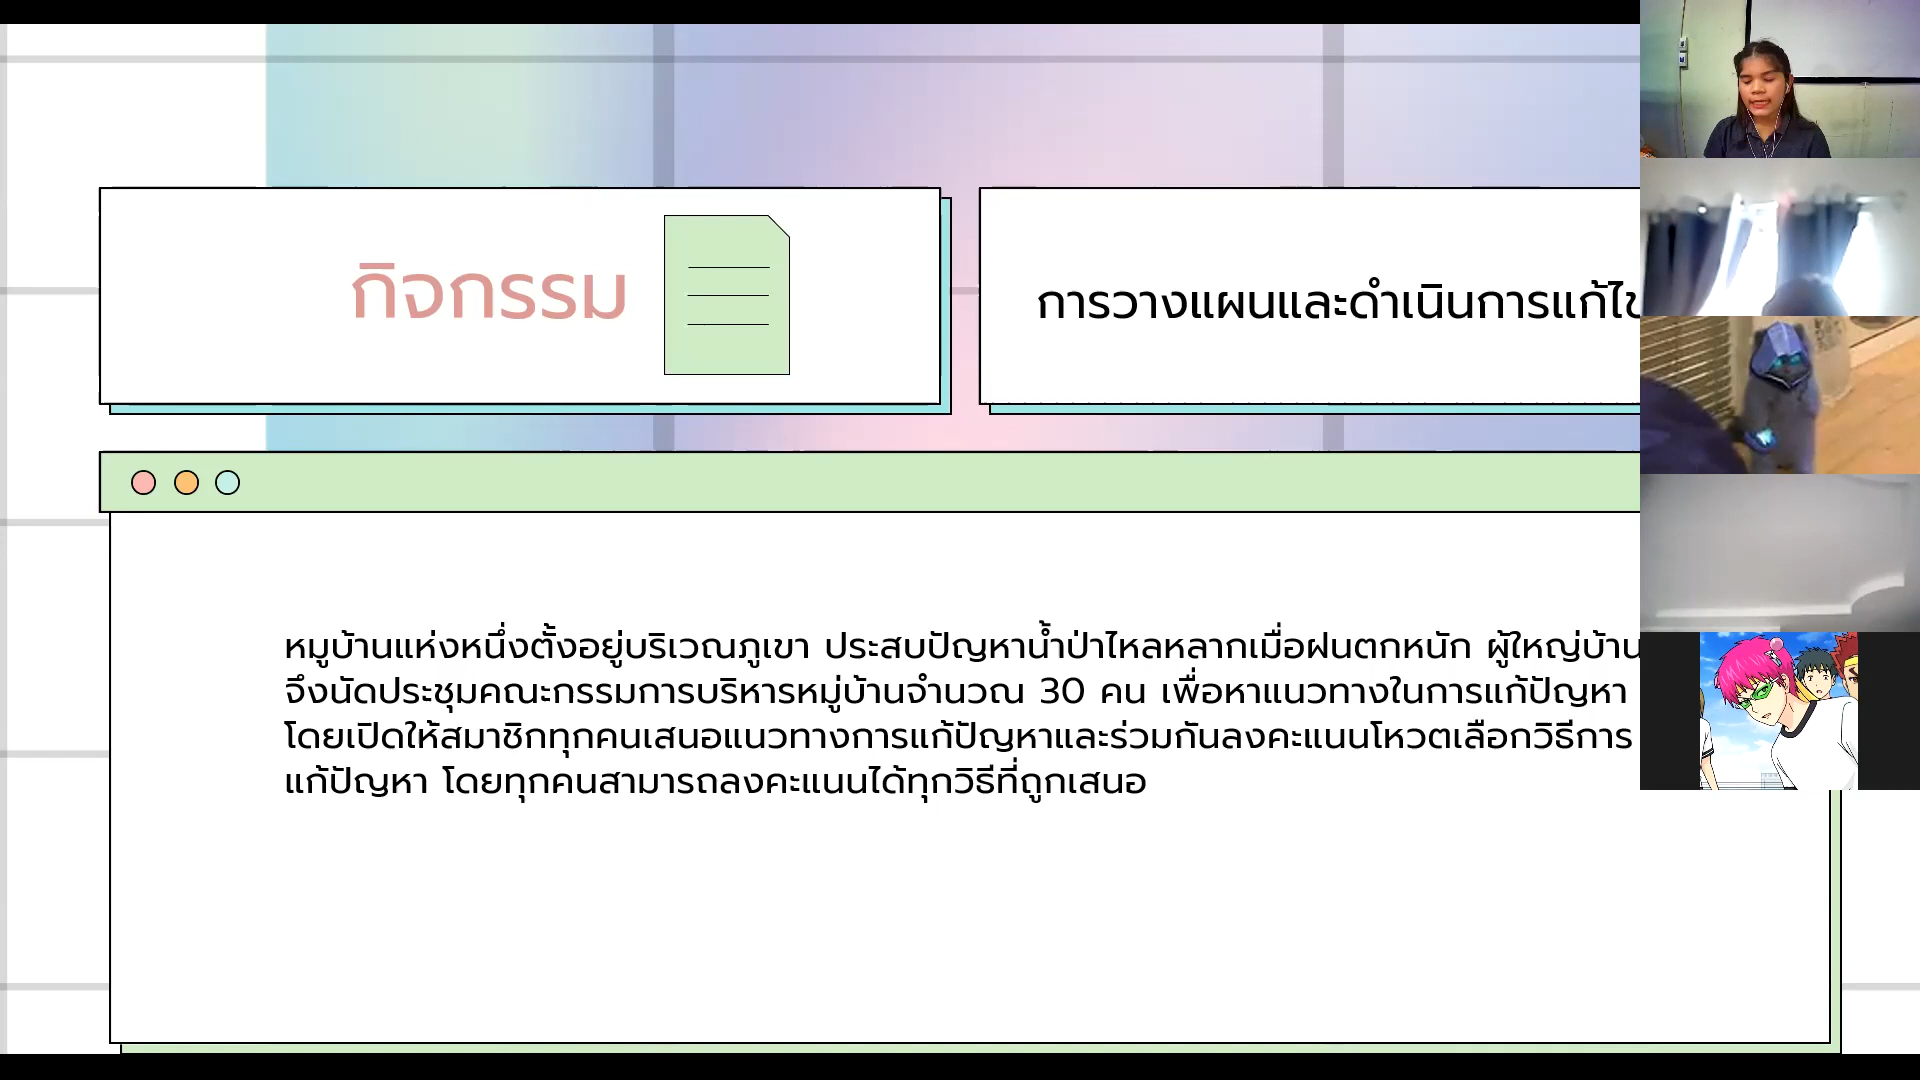 กิจกรรม
การวางแผนและดำเนินการแก้ไข
หมู่บ้านแห่งหนึ่งตั้งอยู่บริเวณภูเขา ประสบปัญหาน้ำป่าไหลหลากเมื่อฝนตกหนัก ผู้ใหญ่บ้าน
จึงนัดประชุมคณะกรรมการบริหารหมู่บ้านจำนวณ 30 คน เพื่อหาแนวทางในการแก้ปัญหา
โดยเปิดให้สมาชิกทุกคนเสนอแนวทางการแก้ปัญหาและร่วมกันลงคะแนนโหวตเลือกวิธีการ
แก้ปัญหา โดยทุกคนสามารถลงคะแนนได้ทุกวิธีที่ถูกเสนอ